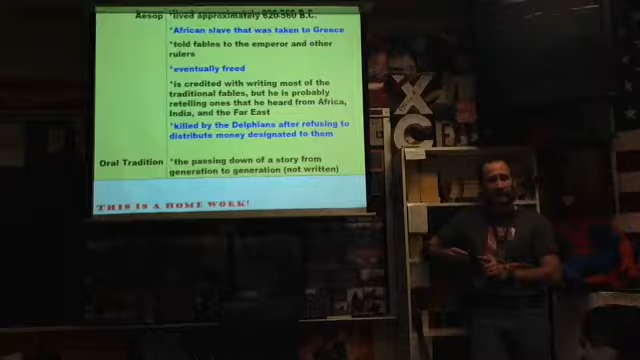 Aesop *lived approximately 620-560 B.C.
*African slave that was taken to Greece
*told fables to the emperor and other
rulers
*eventually freed
*is credited with writing most of the
traditional fables, but he is probably
retelling ones that he heard from Africa,
India, and the Far East
*killed by the Delphians after refusing to
distribute money designated to them
Oral Tradition *the passing down of a story from
generation to generation (not written)
THIS IS A HOME WORK!
X
C